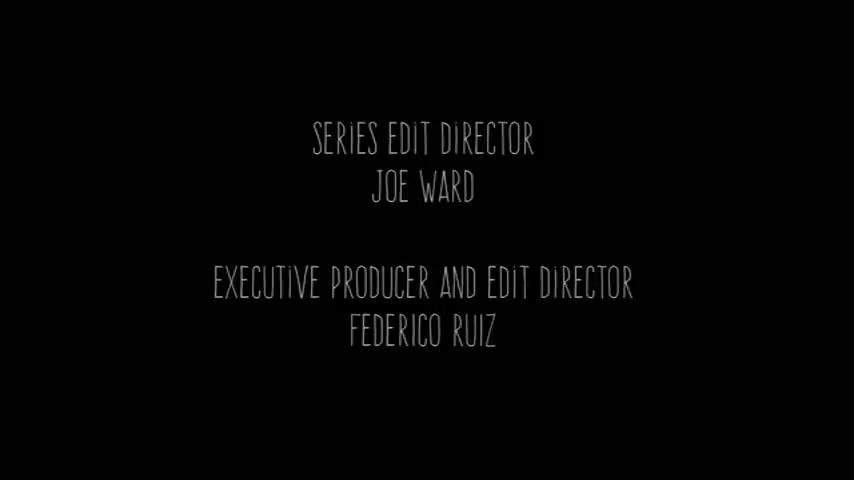 SERIES EDIT DIRECTOR
JOE WARD
EXECUTIVE PRODUCER AND EDIT DIRECTOR
FEDERICO RUIZ